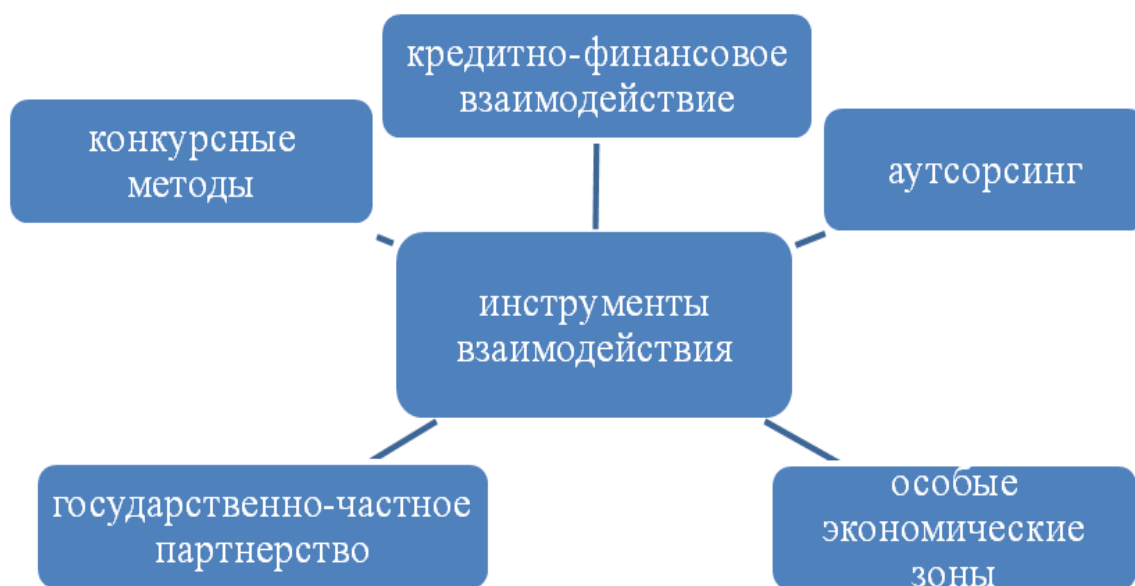 кредитно-финансовое
взаимодействие
конкурсные
методы
аутсорсинг
инструменты
взаимодействия
государственно-частное
партнерство
особые
экономические
зоны